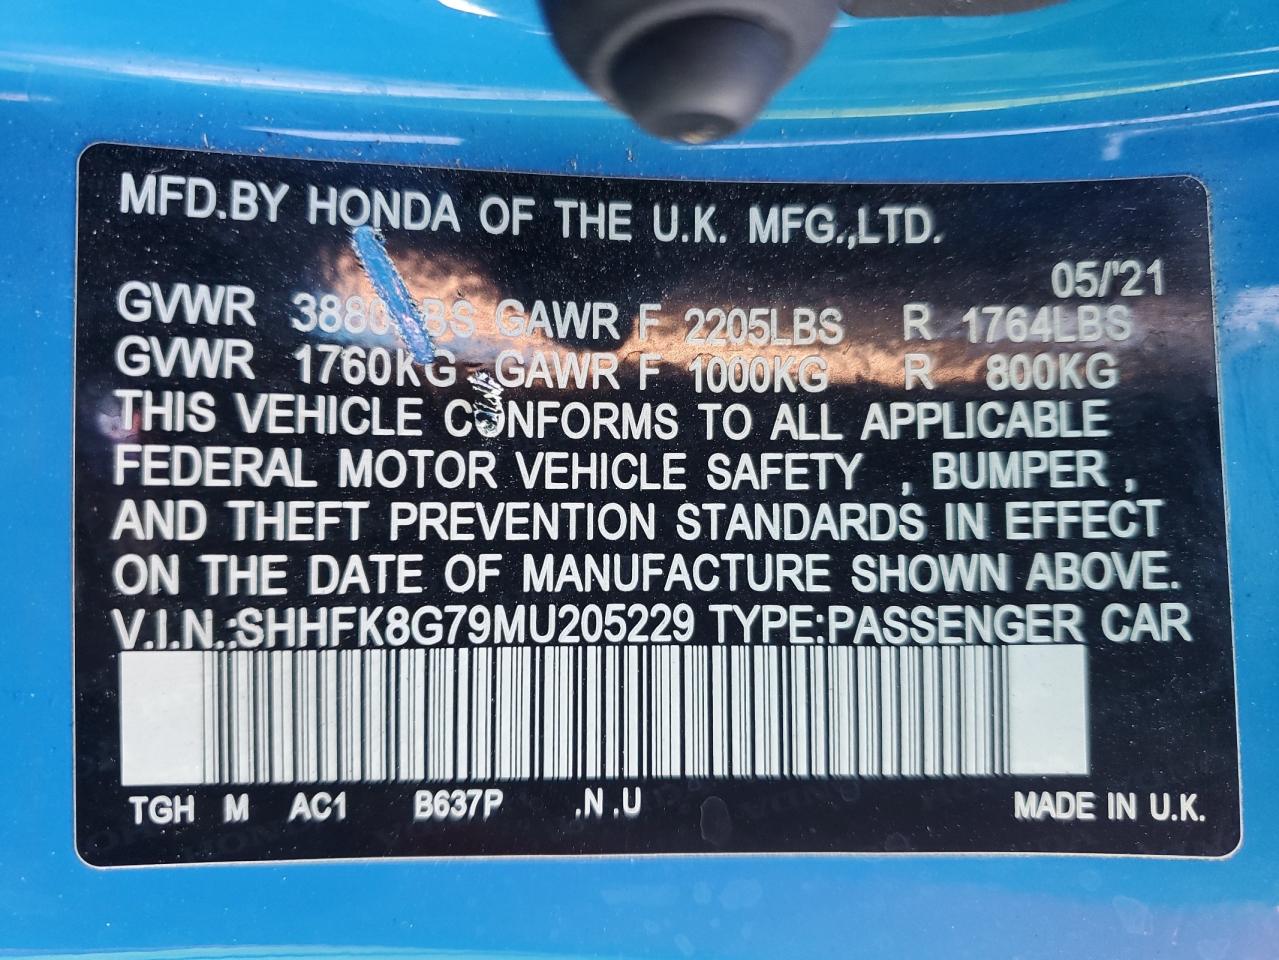 MFD.BY HONDA OF THE U.K. MFG.,LTD.
05/'21
GVWR 3880LBS GAWR F 2205LBS R 1764LBS
GVWR 1760KG GAWR F 1000KG R 800KG
THIS VEHICLE CONFORMS TO ALL APPLICABLE
FEDERAL MOTOR VEHICLE SAFETY , BUMPER ,
AND THEFT PREVENTION STANDARDS IN EFFECT
ON THE DATE OF MANUFACTURE SHOWN ABOVE.
V.I.N.:SHHFK8G79MU205229 TYPE:PASSENGER CAR
TGH M AC1 B637P .N .U MADE IN U.K.